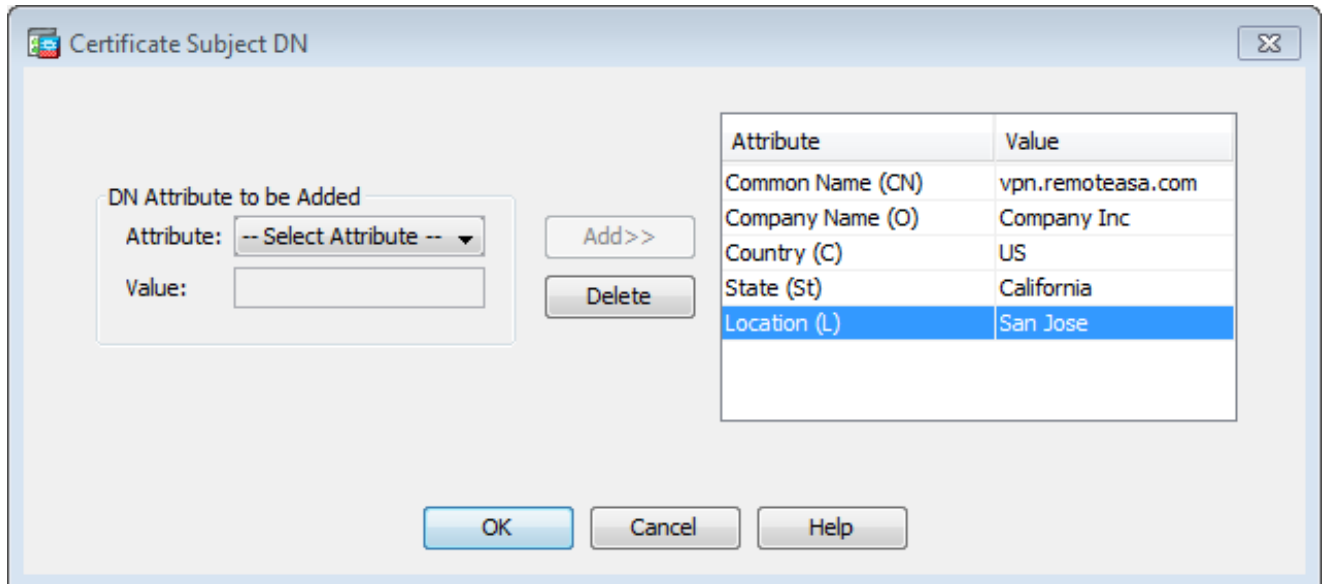 Certificate Subject DN
DN Attribute to be Added
Attribute: -- Select Attribute --
Value:
Add>>
Delete
Attribute Value
Common Name (CN) vpn.remoteasa.com
Company Name (O) Company Inc
Country (C) US
State (St) California
Location (L) San Jose
OK Cancel Help